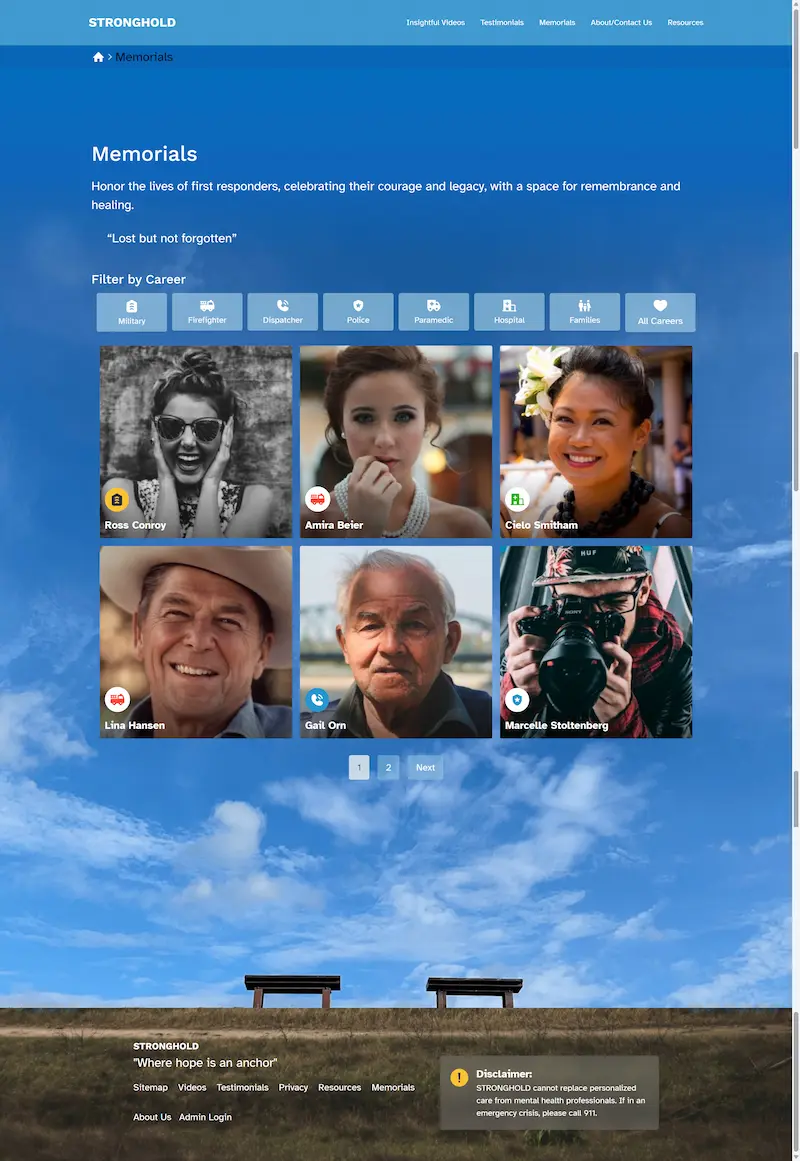 STRONGHOLD
Insightful Videos Testimonials Memorials About/Contact Us Resources
Memorials
Memorials
Honor the lives of first responders, celebrating their courage and legacy, with a space for remembrance and
healing.
“Lost but not forgotten”
Filter by Career
Military Firefighter Dispatcher Police Paramedic Hospital Families All Careers
Ross Conroy
Amira Beier
Cielo Smitham
HUF
SONY
Lina Hansen
Gail Orn
Marcelle Stoltenberg
1 2 Next
STRONGHOLD
"Where hope is an anchor"
Sitemap Videos Testimonials Privacy Resources Memorials
About Us Admin Login
Disclaimer:
STRONGHOLD cannot replace personalized
care from mental health professionals. If in an
emergency crisis, please call 911.